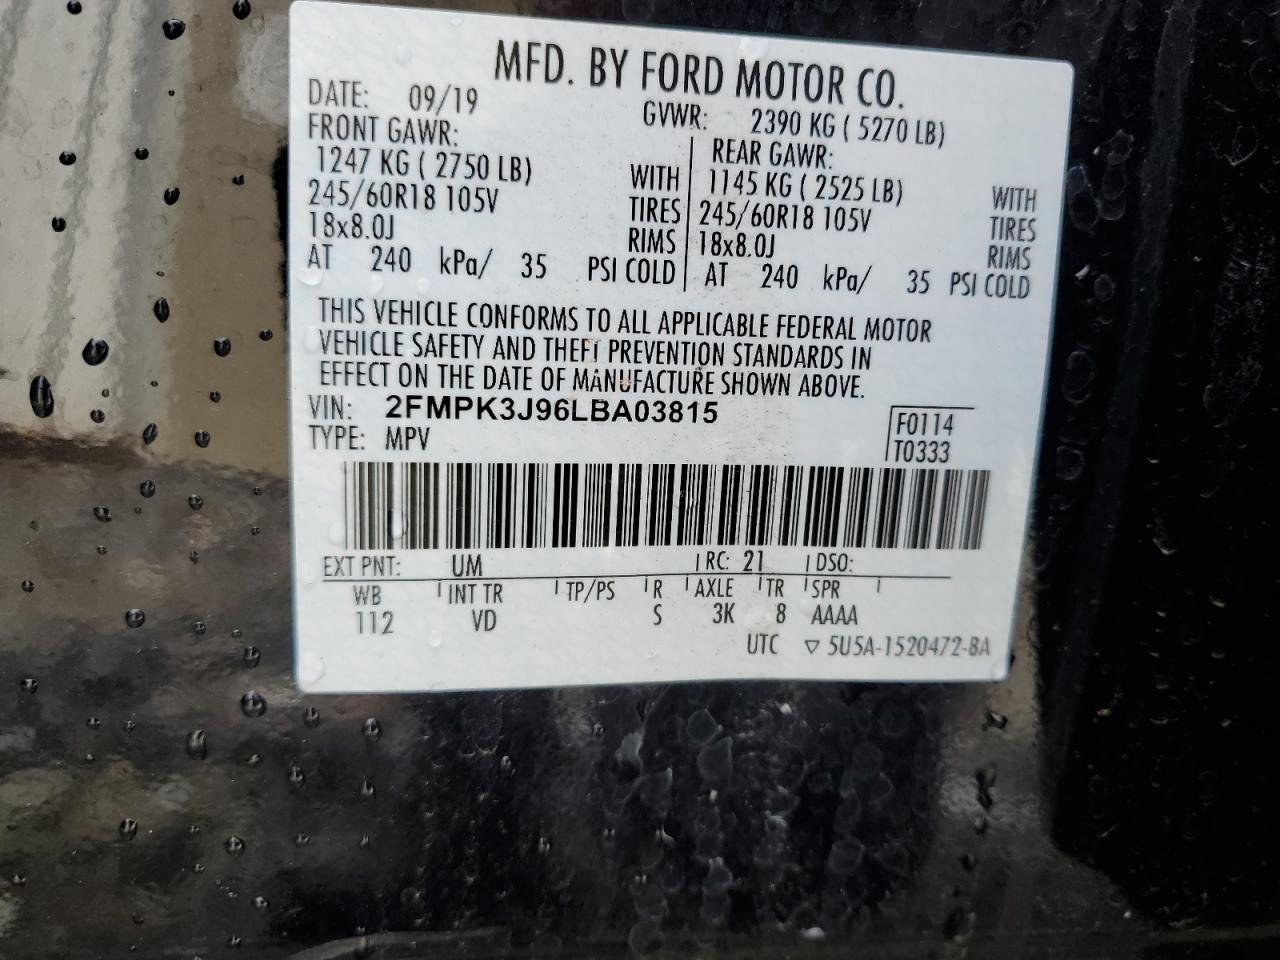 MFD. BY FORD MOTOR CO.
DATE: 09/19 GVWR: 2390 KG ( 5270 LB)
FRONT GAWR: REAR GAWR:
1247 KG ( 2750 LB) WITH 1145 KG ( 2525 LB) WITH
245/60R18 105V TIRES 245/60R18 105V TIRES
18x8.0J RIMS 18x8.0J RIMS
AT 240 kPa/ 35 PSI COLD AT 240 kPa/ 35 PSI COLD
THIS VEHICLE CONFORMS TO ALL APPLICABLE FEDERAL MOTOR
VEHICLE SAFETY AND THEFT PREVENTION STANDARDS IN
EFFECT ON THE DATE OF MANUFACTURE SHOWN ABOVE.
VIN: 2FMPK3J96LBA03815 F0114
TYPE: MPV T0333
EXT PNT: UM RC: 21 DSO:
WB INT TR TP/PS R AXLE TR SPR
112 VD S 3K 8 AAAA
UTC ▽ 5U5A-1520472-BA